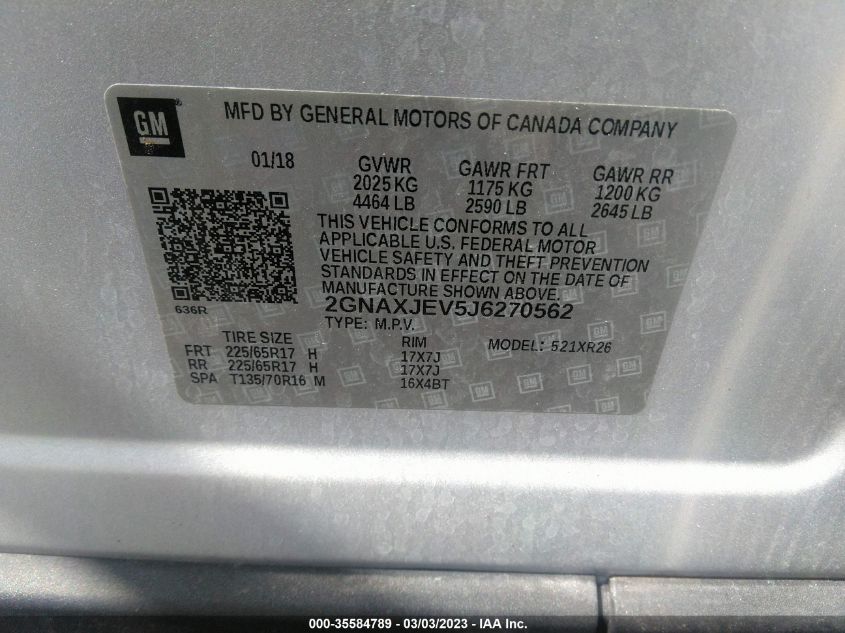 GM
MFD BY GENERAL MOTORS OF CANADA COMPANY
01/18 GVWR GAWR FRT GAWR RR
2025 KG 1175 KG 1200 KG
4464 LB 2590 LB 2645 LB
THIS VEHICLE CONFORMS TO ALL
APPLICABLE U.S. FEDERAL MOTOR
VEHICLE SAFETY AND THEFT PREVENTION
STANDARDS IN EFFECT ON THE DATE OF
MANUFACTURE SHOWN ABOVE.
636R
2GNAXJEV5J6270562
TYPE: M.P.V.
TIRE SIZE RIM MODEL: 521XR26
FRT 225/65R17 H 17X7J
RR 225/65R17 H 17X7J
SPA T135/70R16 M 16X4BT
000-35584789 - 03/03/2023 - IAA Inc.